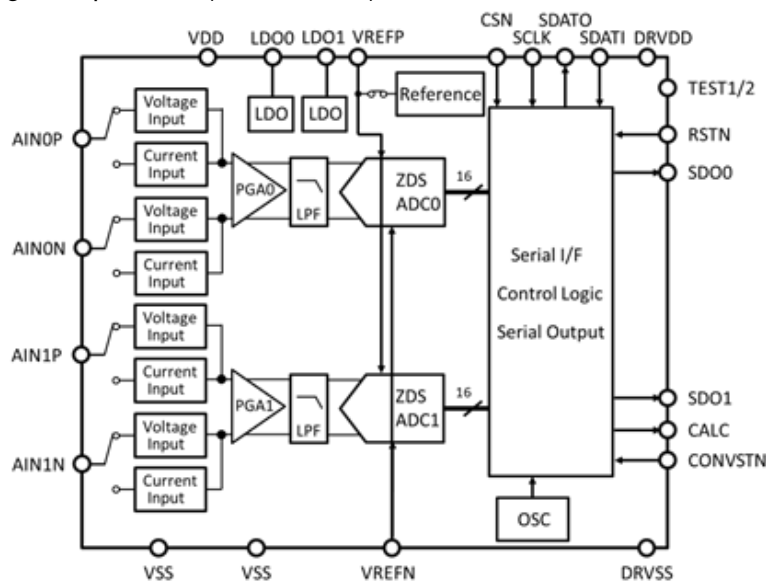 CSN SDATO
VDD LDO0 LDO1 VREFP SCLK SDATI DRVDD
TEST1/2
RSTN
SDO0
SDO1
CALC
CONVSTN
AIN0P
AIN0N
AIN1P
AIN1N
Voltage
Input
Current
Input
Voltage
Input
Current
Input
Voltage
Input
Current
Input
Voltage
Input
Current
Input
LDO
LDO
Reference
PGA0
LPF
ZDS
ADC0
16
PGA1
LPF
ZDS
ADC1
16
Serial I/F
Control Logic
Serial Output
OSC
VSS VSS VREFN DRVSS